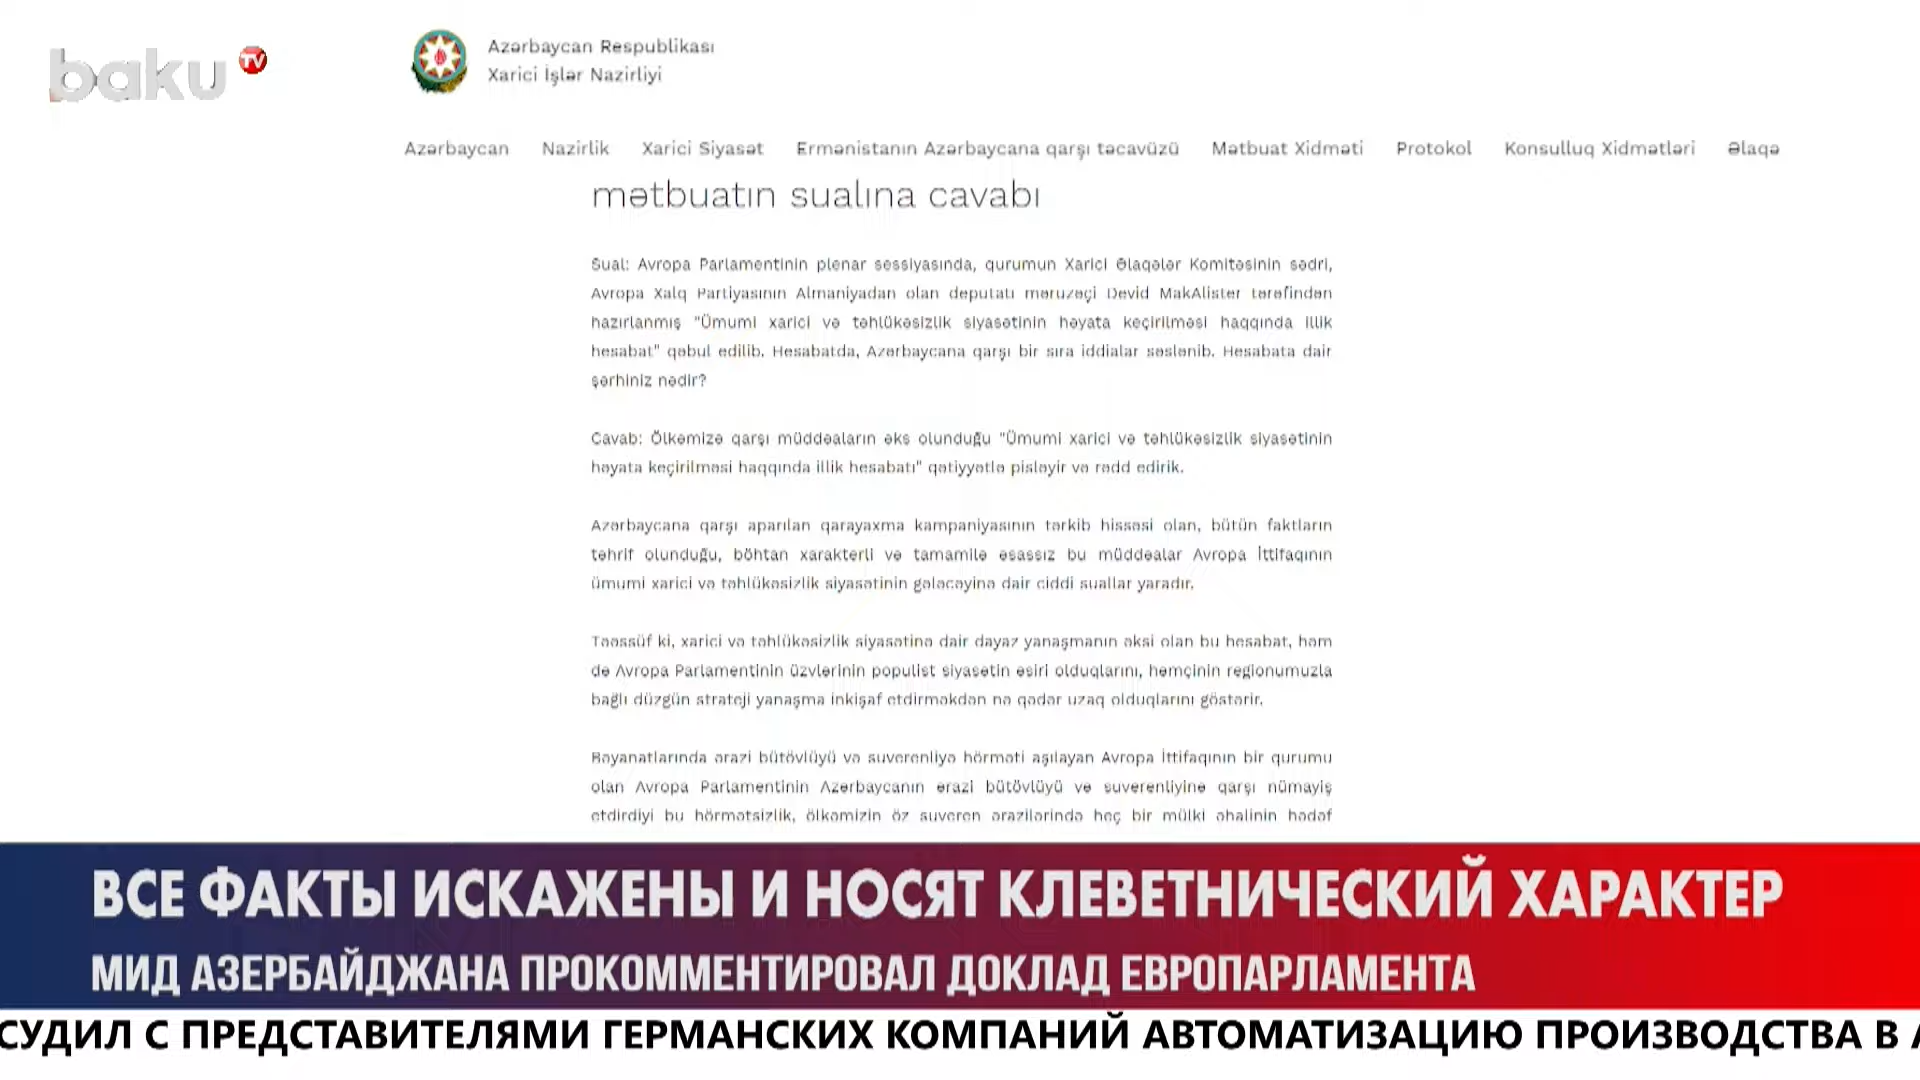 baku TV
Azərbaycan Respublikası
Xarici İşlər Nazirliyi
Azərbaycan Nazirlik Xarici Siyasət Ermənistanın Azərbaycana qarşı təcavüzü Mətbuat Xidməti Protokol Konsulluq Xidmətləri Əlaqə
mətbuatın sualına cavabı
Sual: Avropa Parlamentinin plenar sessiyasında, qurumun Xarici Əlaqələr Komitəsinin sədri,
Avropa Xalq Partiyasının Almaniyadan olan deputatı məruzəçi Devid MakAlister tərəfindən
hazırlanmış "Ümumi xarici və təhlükəsizlik siyasətinin həyata keçirilməsi haqqında illik
hesabat" qəbul edilib. Hesabatda, Azərbaycana qarşı bir sıra iddialar səslənib. Hesabata dair
şərhiniz nədir?
Cavab: Ölkəmizə qarşı müddəaların əks olunduğu "Ümumi xarici və təhlükəsizlik siyasətinin
həyata keçirilməsi haqqında illik hesabatı" qətiyyətlə pisləyir və rədd edirik.
Azərbaycana qarşı aparılan qarayaxma kampaniyasının tərkib hissəsi olan, bütün faktların
təhrif olunduğu, böhtan xarakterli və tamamilə əsassız bu müddəalar Avropa İttifaqının
ümumi xarici və təhlükəsizlik siyasətinin gələcəyinə dair ciddi suallar yaradır.
Təəssüf ki, xarici və təhlükəsizlik siyasətinə dair dayaz yanaşmanın əksi olan bu hesabat, həm
də Avropa Parlamentinin üzvlərinin populist siyasətin əsiri olduqlarını, həmçinin regionumuzla
bağlı düzgün strateji yanaşma inkişaf etdirməkdən nə qədər uzaq olduqlarını göstərir.
Bəyanatlarında ərazi bütövlüyü və suverenliyə hörməti aşılayan Avropa İttifaqının bir qurumu
olan Avropa Parlamentinin Azərbaycanın ərazi bütövlüyü və suverenliyinə qarşı nümayiş
etdirdiyi bu hörmətsizlik, ölkəmizin öz suveren ərazilərində heç bir mülki əhalinin hədəf
ВСЕ ФАКТЫ ИСКАЖЕНЫ И НОСЯТ КЛЕВЕТНИЧЕСКИЙ ХАРАКТЕР
МИД АЗЕРБАЙДЖАНА ПРОКОММЕНТИРОВАЛ ДОКЛАД ЕВРОПАРЛАМЕНТА
СУДИЛ С ПРЕДСТАВИТЕЛЯМИ ГЕРМАНСКИХ КОМПАНИЙ АВТОМАТИЗАЦИЮ ПРОИЗВОДСТВА В А